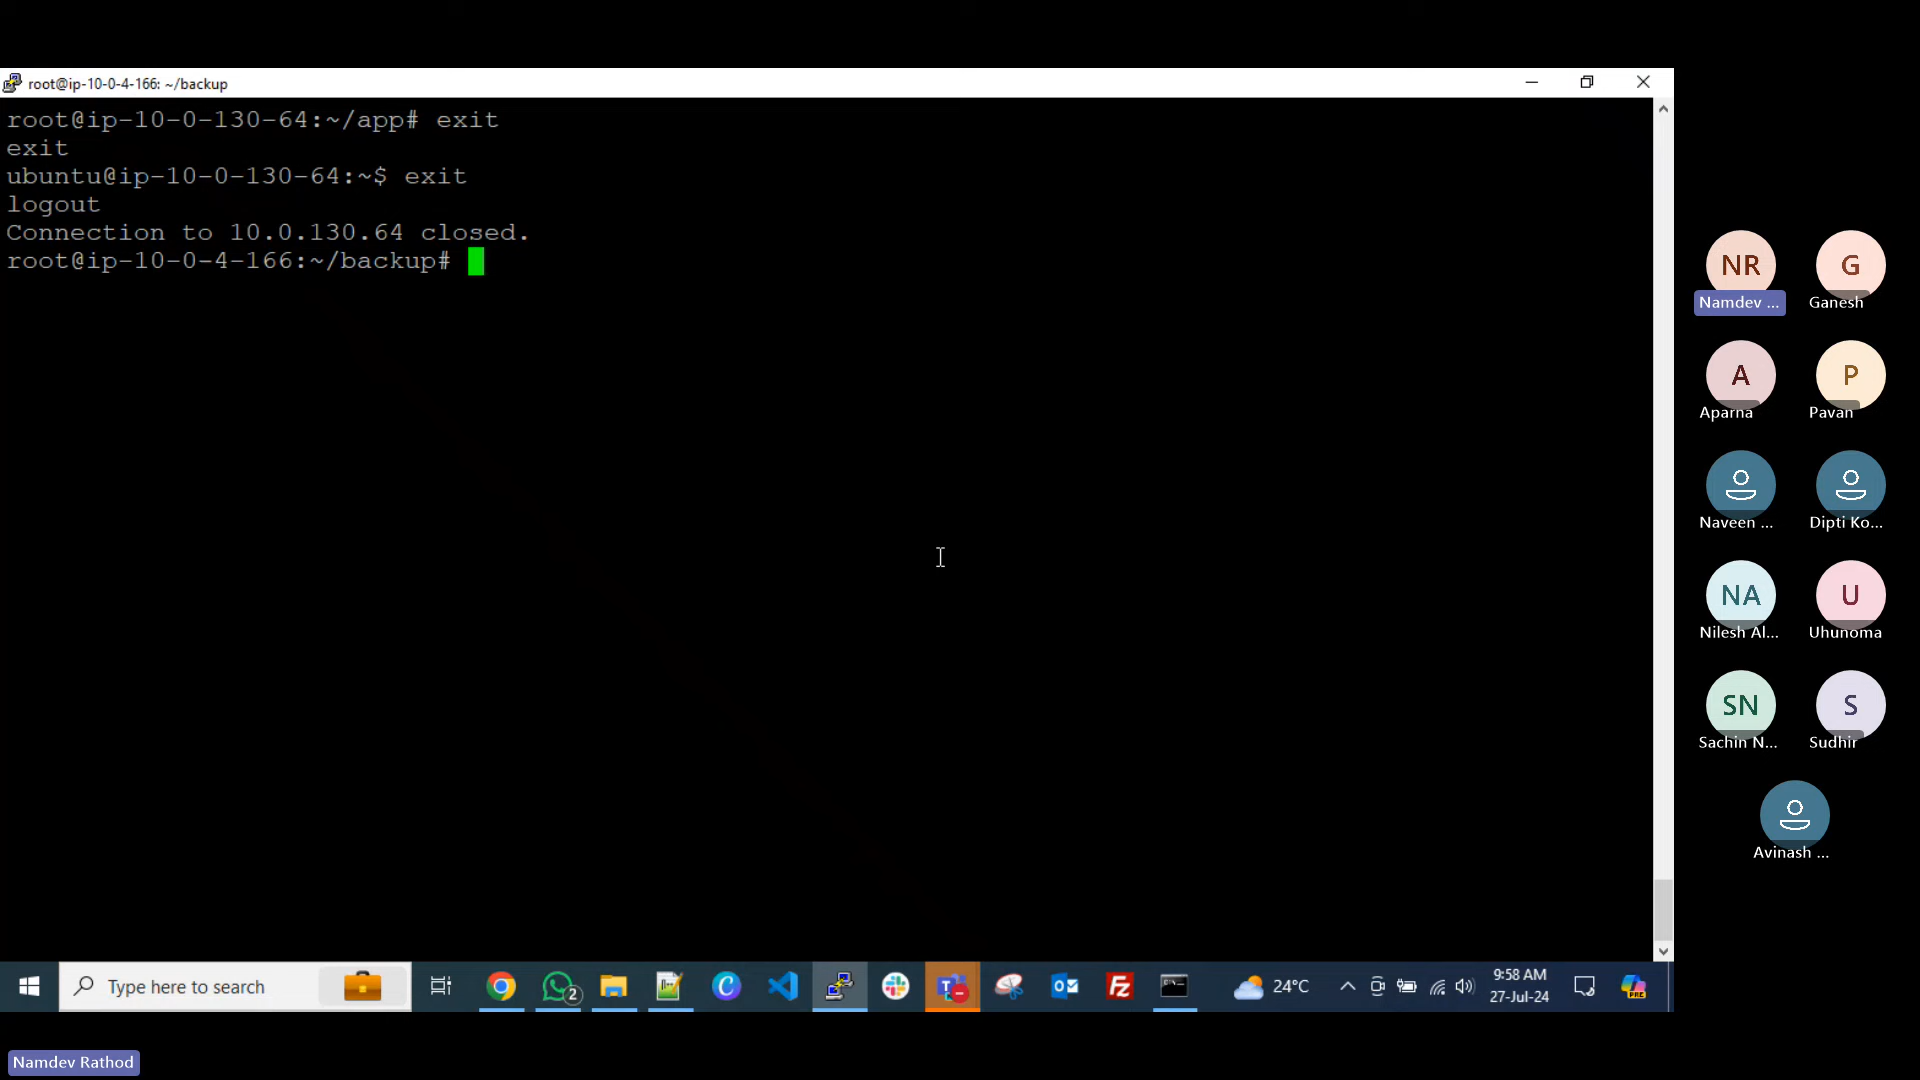 root@ip-10-0-4-166: ~/backup
root@ip-10-0-130-64:~/app# exit
exit
ubuntu@ip-10-0-130-64:~$ exit
logout
Connection to 10.0.130.64 closed.
root@ip-10-0-4-166:~/backup#
NR
Namdev ...
G
Ganesh
A
Aparna
P
Pavan
Naveen ...
Dipti Ko...
NA
Nilesh Al...
U
Uhunoma
SN
Sachin N...
S
Sudhir
Avinash ...
Type here to search
2
24°C
9:58 AM
27-Jul-24
PRE
Namdev Rathod